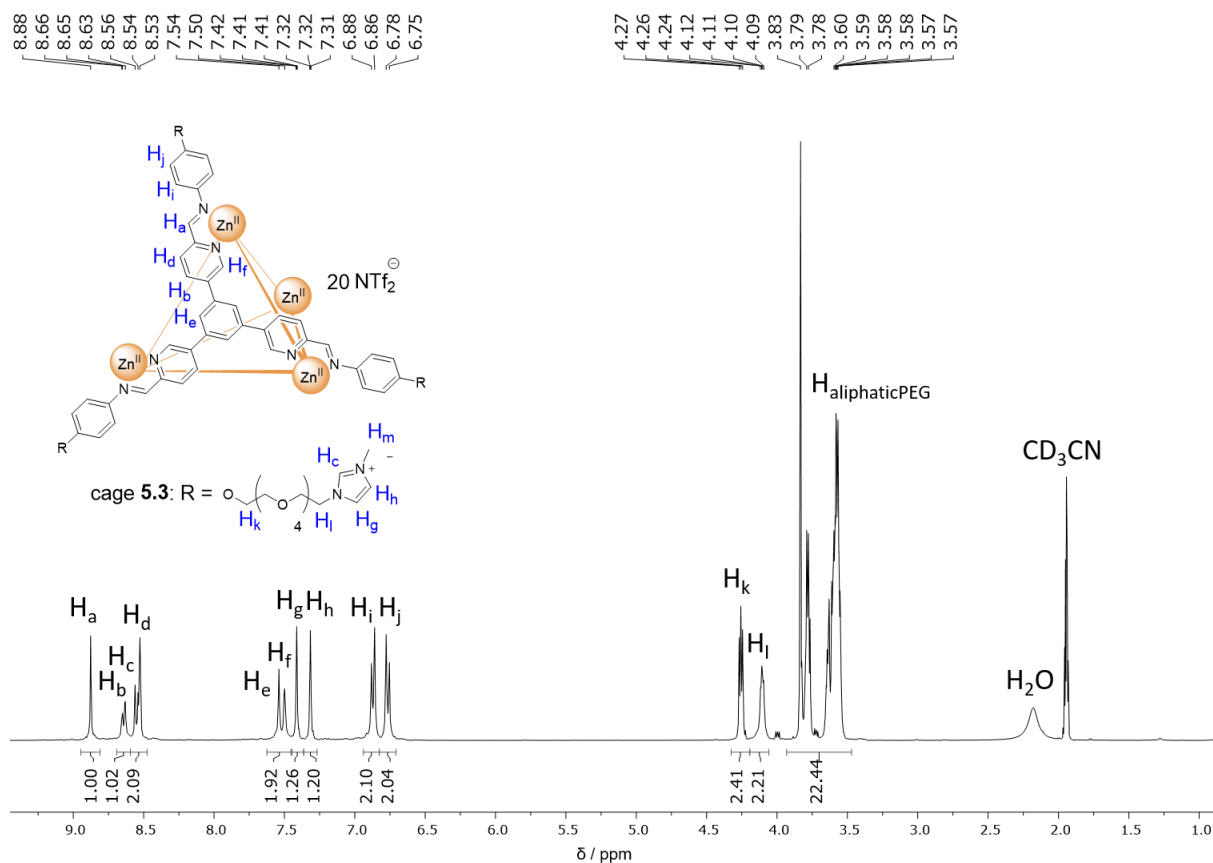 8.88 8.66 8.65 8.63 8.56 8.54 8.53 7.54 7.50 7.42 7.41 7.41 7.32 7.32 7.31 6.88 6.86 6.78 6.75
4.27 4.26 4.24 4.12 4.11 4.10 4.09 3.83 3.79 3.78 3.60 3.59 3.58 3.58 3.57 3.57
R
Hj
Hi
N
Ha
ZnII
N
Hd
Hf
Hb
20 NTf2⊖
ZnII
He
ZnII
N
N
N
N
ZnII
R
R
Hm
Hc
N
+
−
cage 5.3: R = O
O
4
N
Hh
Hk
Hl
Hg
HaliphaticPEG
CD3CN
Ha
Hb
Hc
Hd
He
Hf
Hg
Hh
Hi
Hj
Hk
Hl
H2O
1.00 1.02 2.09 1.92 1.26 1.20 2.10 2.04 2.41 2.21 22.44
9.0 8.5 8.0 7.5 7.0 6.5 6.0 5.5 5.0 4.5 4.0 3.5 3.0 2.5 2.0 1.5 1.0
δ / ppm